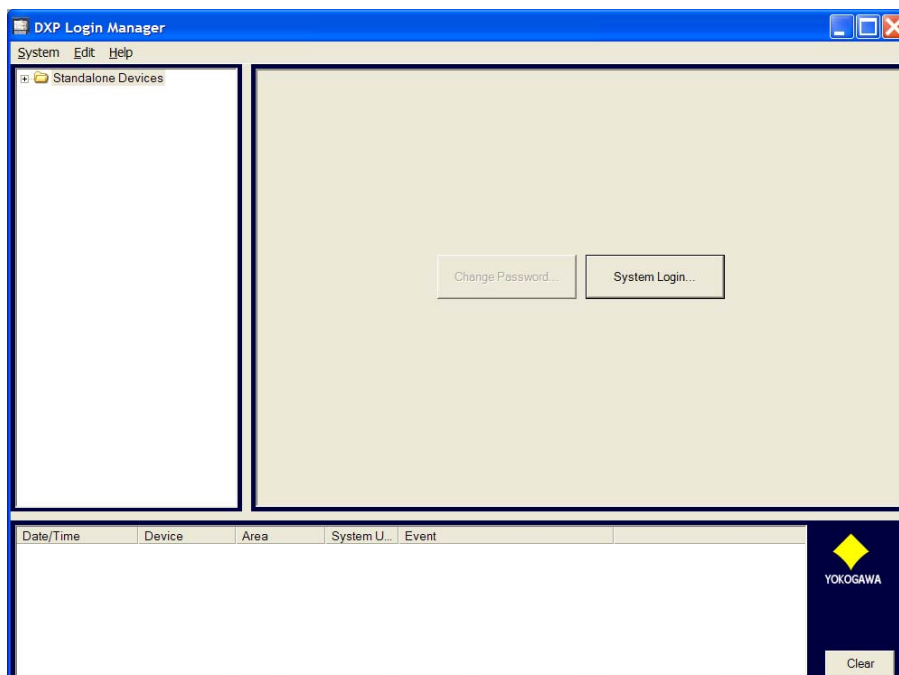 DXP Login Manager
System Edit Help
Standalone Devices
Change Password... System Login...
Date/Time Device Area System U... Event
YOKOGAWA
Clear